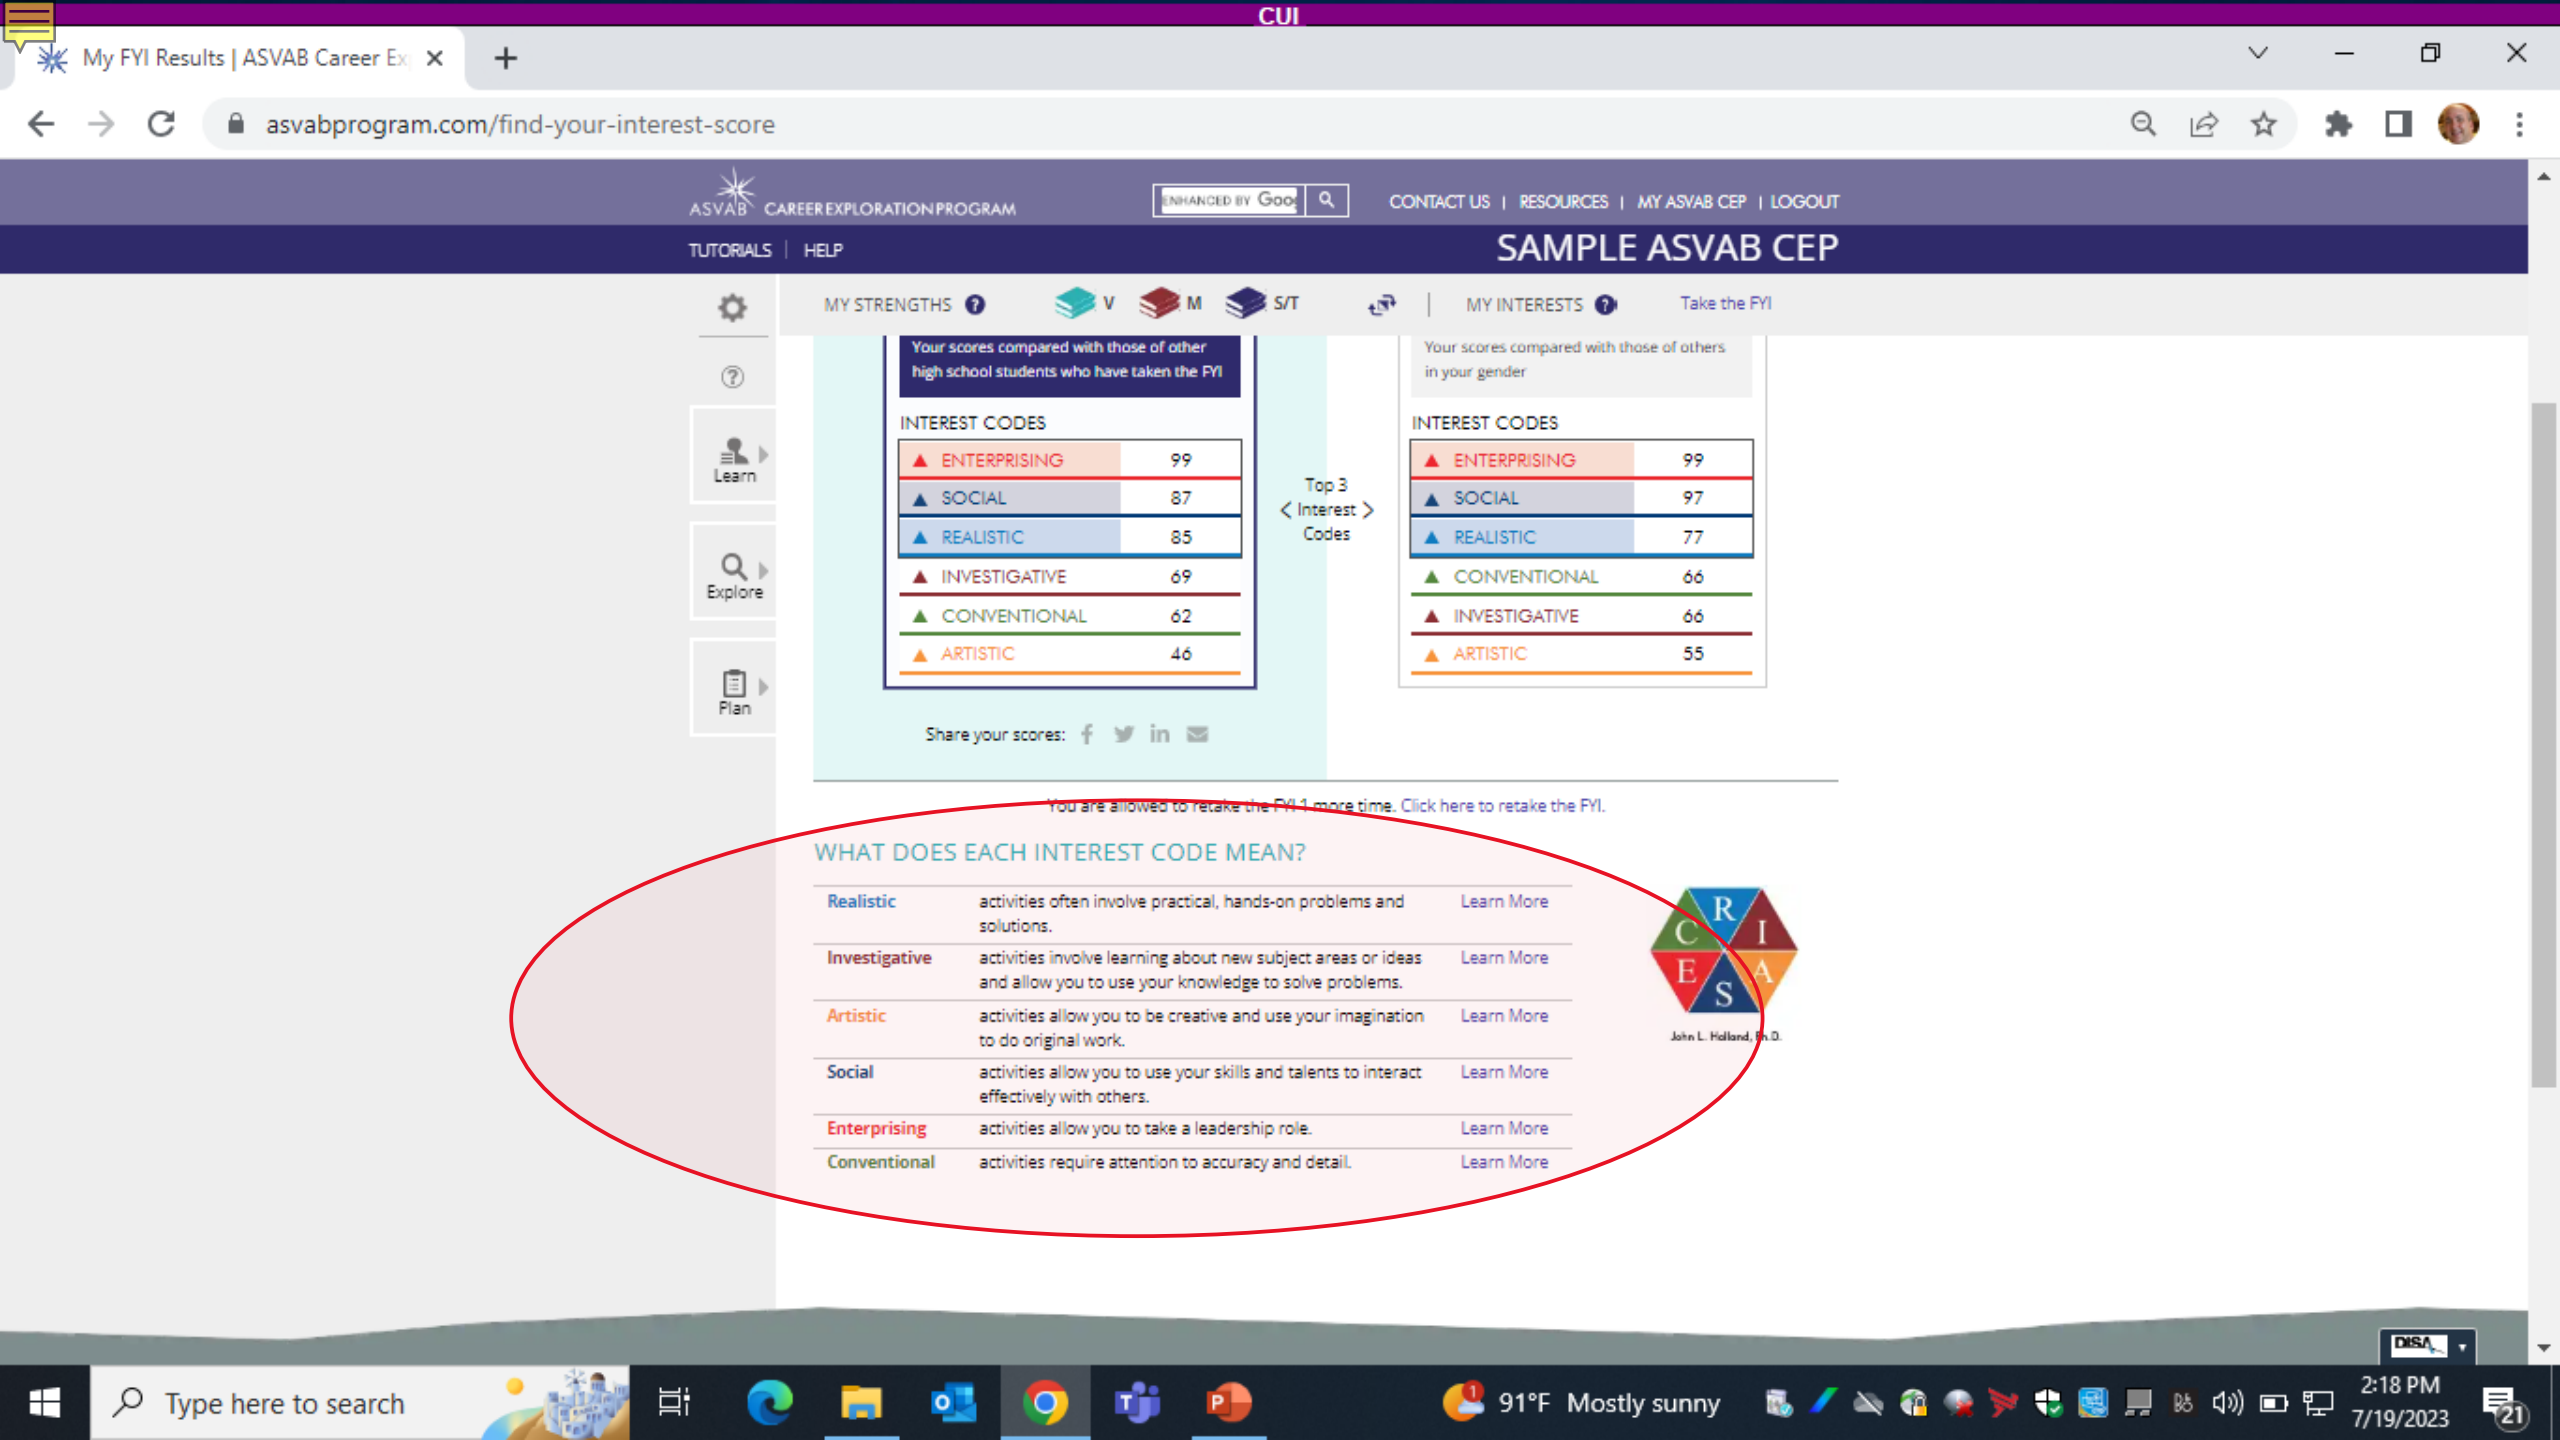 CUI
My FYI Results | ASVAB Career Ex
asvabprogram.com/find-your-interest-score
ASVAB CAREER EXPLORATION PROGRAM
ENHANCED BY Goo
CONTACT US | RESOURCES | MY ASVAB CEP | LOGOUT
TUTORIALS | HELP
SAMPLE ASVAB CEP
MY STRENGTHS ? V M S/T | MY INTERESTS ? Take the FYI
Learn
Explore
Plan
Your scores compared with those of other
high school students who have taken the FYI
INTEREST CODES
ENTERPRISING 99
SOCIAL 87
REALISTIC 85
INVESTIGATIVE 69
CONVENTIONAL 62
ARTISTIC 46
Top 3
< Interest >
Codes
Your scores compared with those of others
in your gender
INTEREST CODES
ENTERPRISING 99
SOCIAL 97
REALISTIC 77
CONVENTIONAL 66
INVESTIGATIVE 66
ARTISTIC 55
Share your scores:
You are allowed to retake the FYI 1 more time. Click here to retake the FYI.
WHAT DOES EACH INTEREST CODE MEAN?
Realistic activities often involve practical, hands-on problems and Learn More
solutions.
Investigative activities involve learning about new subject areas or ideas Learn More
and allow you to use your knowledge to solve problems.
Artistic activities allow you to be creative and use your imagination Learn More
to do original work.
Social activities allow you to use your skills and talents to interact Learn More
effectively with others.
Enterprising activities allow you to take a leadership role. Learn More
Conventional activities require attention to accuracy and detail. Learn More
R
C I
E A
S
John L. Holland, Ph.D.
DISA
Type here to search
91°F Mostly sunny
2:18 PM
7/19/2023
21